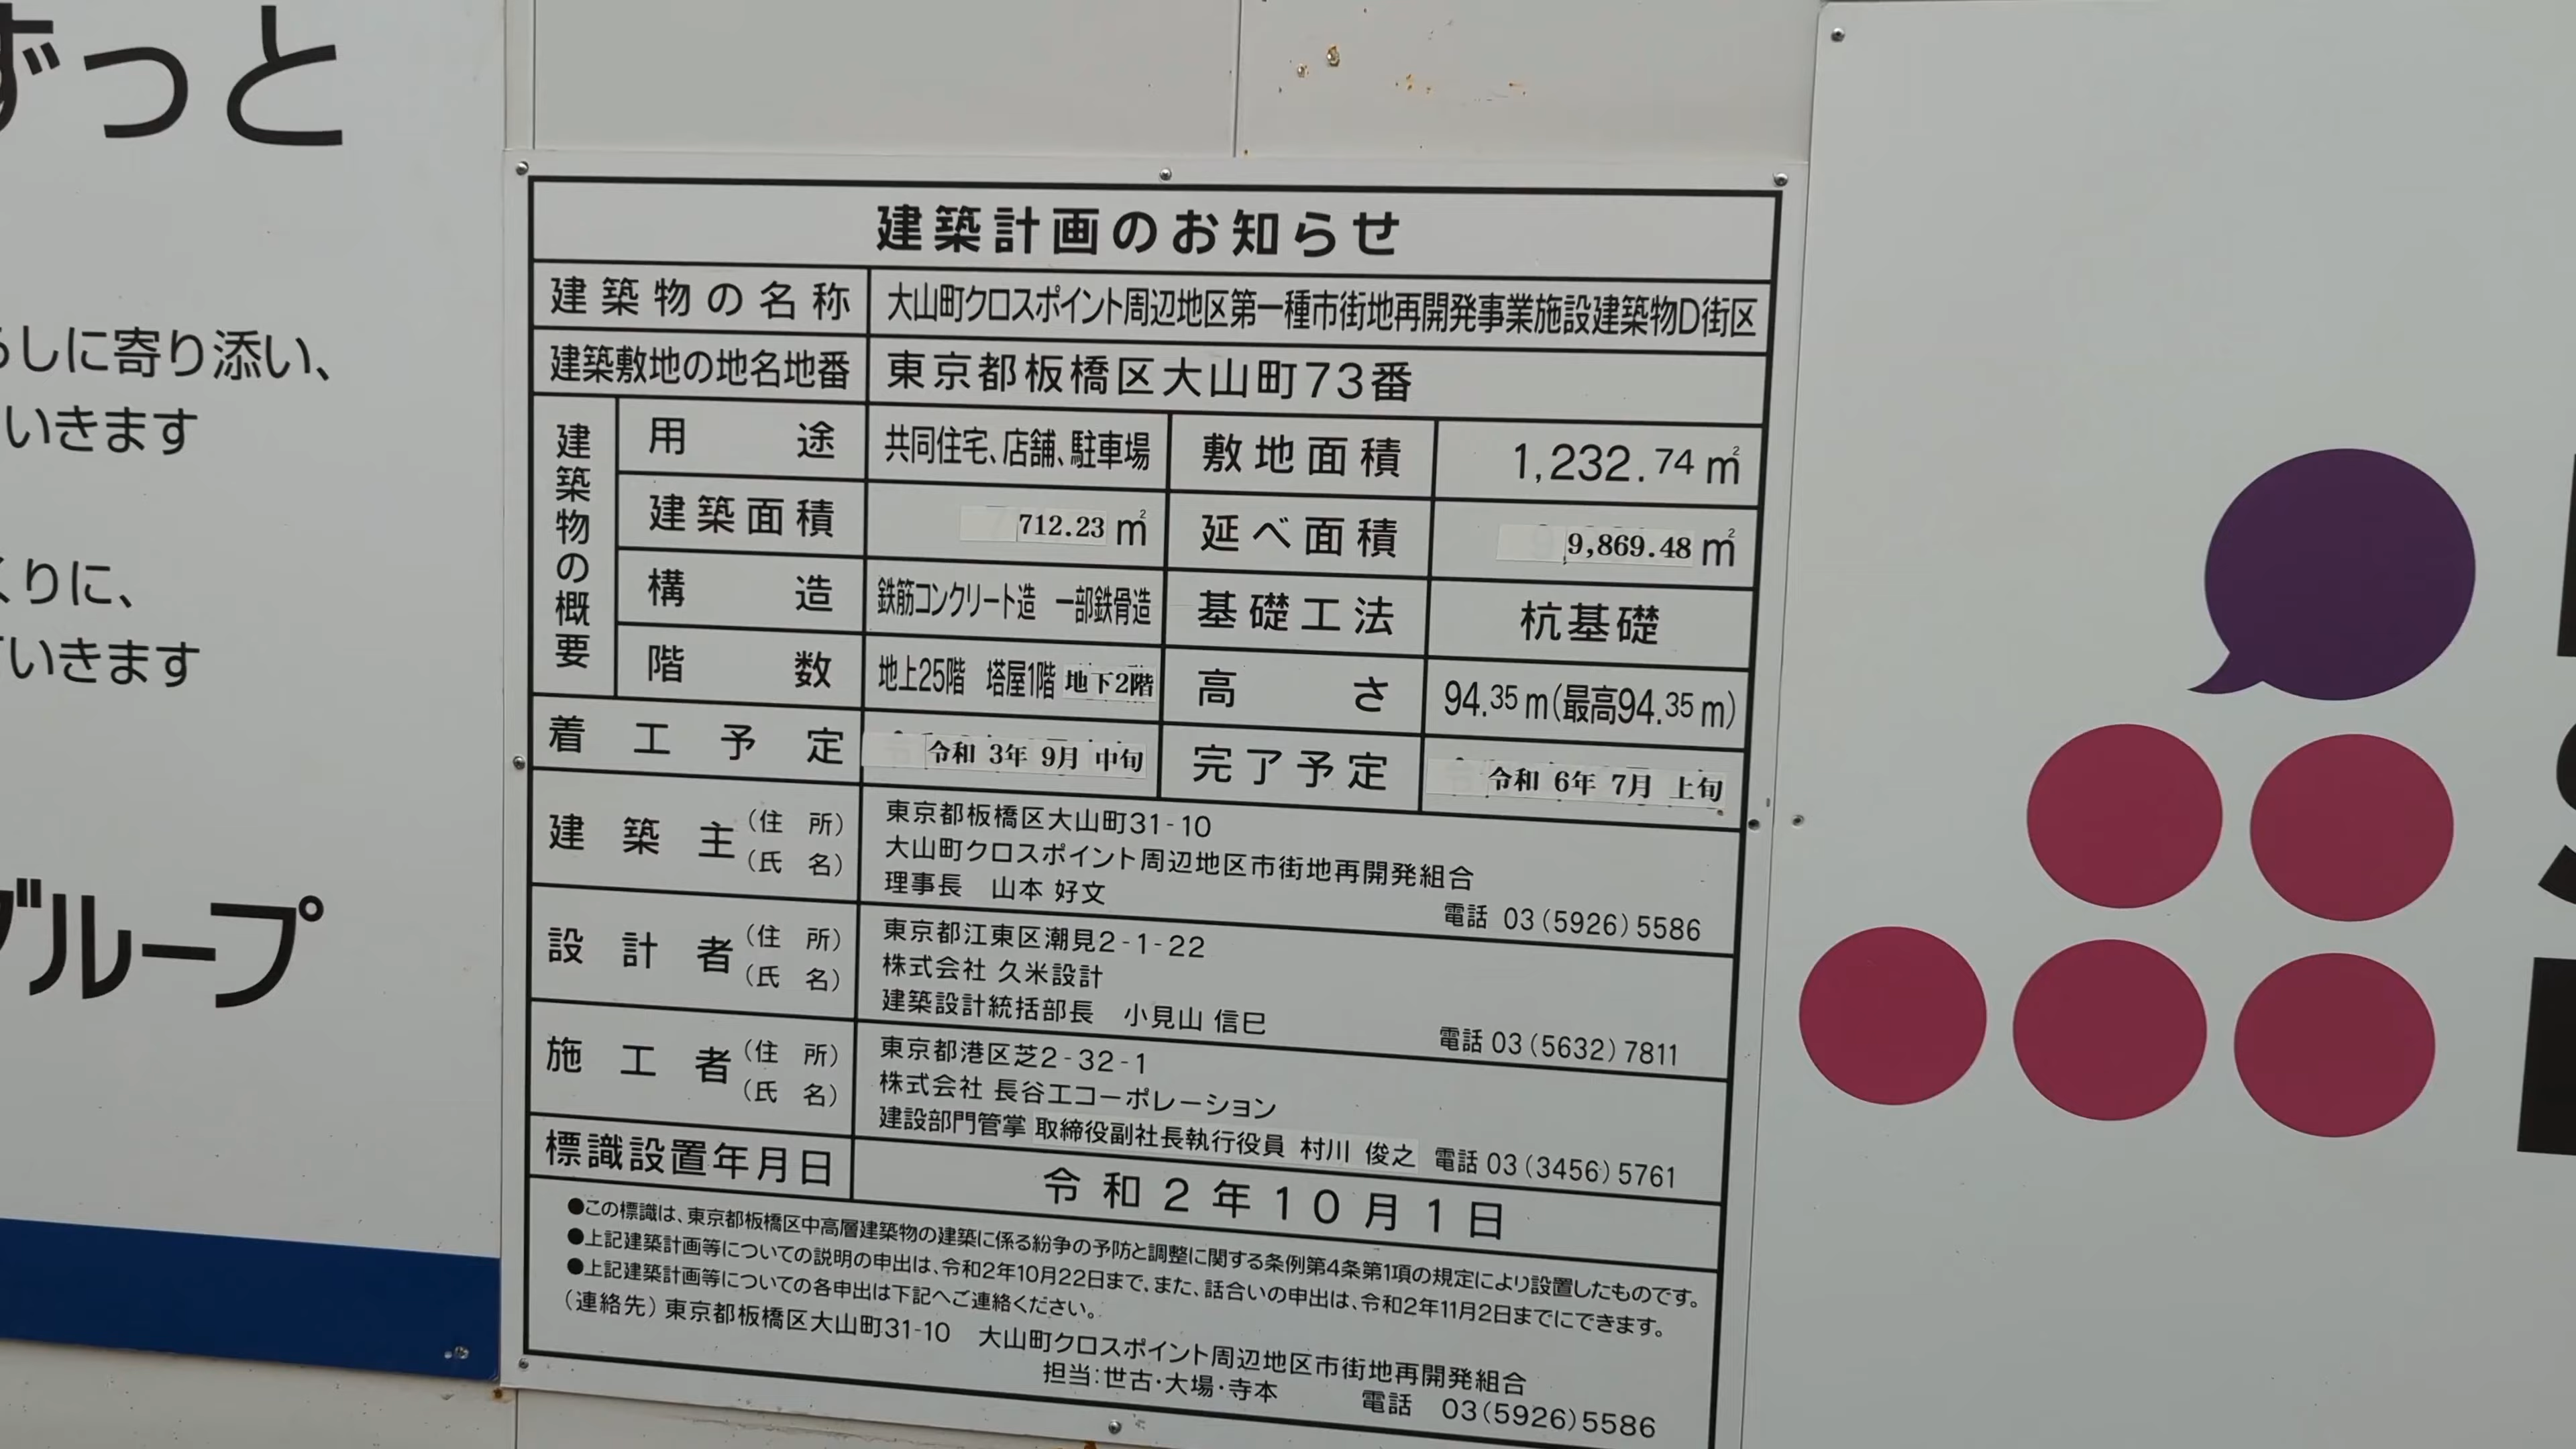 ずっと
らしに寄り添い、
いきます
くりに、
ていきます
グループ
建築計画のお知らせ
建築物の名称 大山町クロスポイント周辺地区第一種市街地再開発事業施設建築物D街区
建築敷地の地名地番 東京都板橋区大山町73番
建築物の概要
用途 共同住宅、店舗、駐車場 敷地面積 1,232.74㎡
建築面積 712.23㎡ 延べ面積 9,869.48㎡
構造 鉄筋コンクリート造 一部鉄骨造 基礎工法 杭基礎
階数 地上25階 塔屋1階 地下2階 高さ 94.35m(最高94.35m)
着工予定 令和 3年 9月 中旬 完了予定 令和 6年 7月 上旬
建築主 (住所) (氏名)
東京都板橋区大山町31-10
大山町クロスポイント周辺地区市街地再開発組合
理事長 山本 好文 電話 03(5926)5586
設計者 (住所) (氏名)
東京都江東区潮見2-1-22
株式会社 久米設計
建築設計統括部長 小見山 信巳 電話 03(5632)7811
施工者 (住所) (氏名)
東京都港区芝2-32-1
株式会社 長谷工コーポレーション
建設部門管掌 取締役副社長執行役員 村川 俊之 電話 03(3456)5761
標識設置年月日 令和2年10月1日
●この標識は、東京都板橋区中高層建築物の建築に係る紛争の予防と調整に関する条例第4条第1項の規定により設置したものです。
●上記建築計画等についての説明の申出は、令和2年10月22日まで、また、話合いの申出は、令和2年11月2日までにできます。
●上記建築計画等についての各申出は下記へご連絡ください。
(連絡先) 東京都板橋区大山町31-10 大山町クロスポイント周辺地区市街地再開発組合
担当:世古・大場・寺本 電話 03(5926)5586